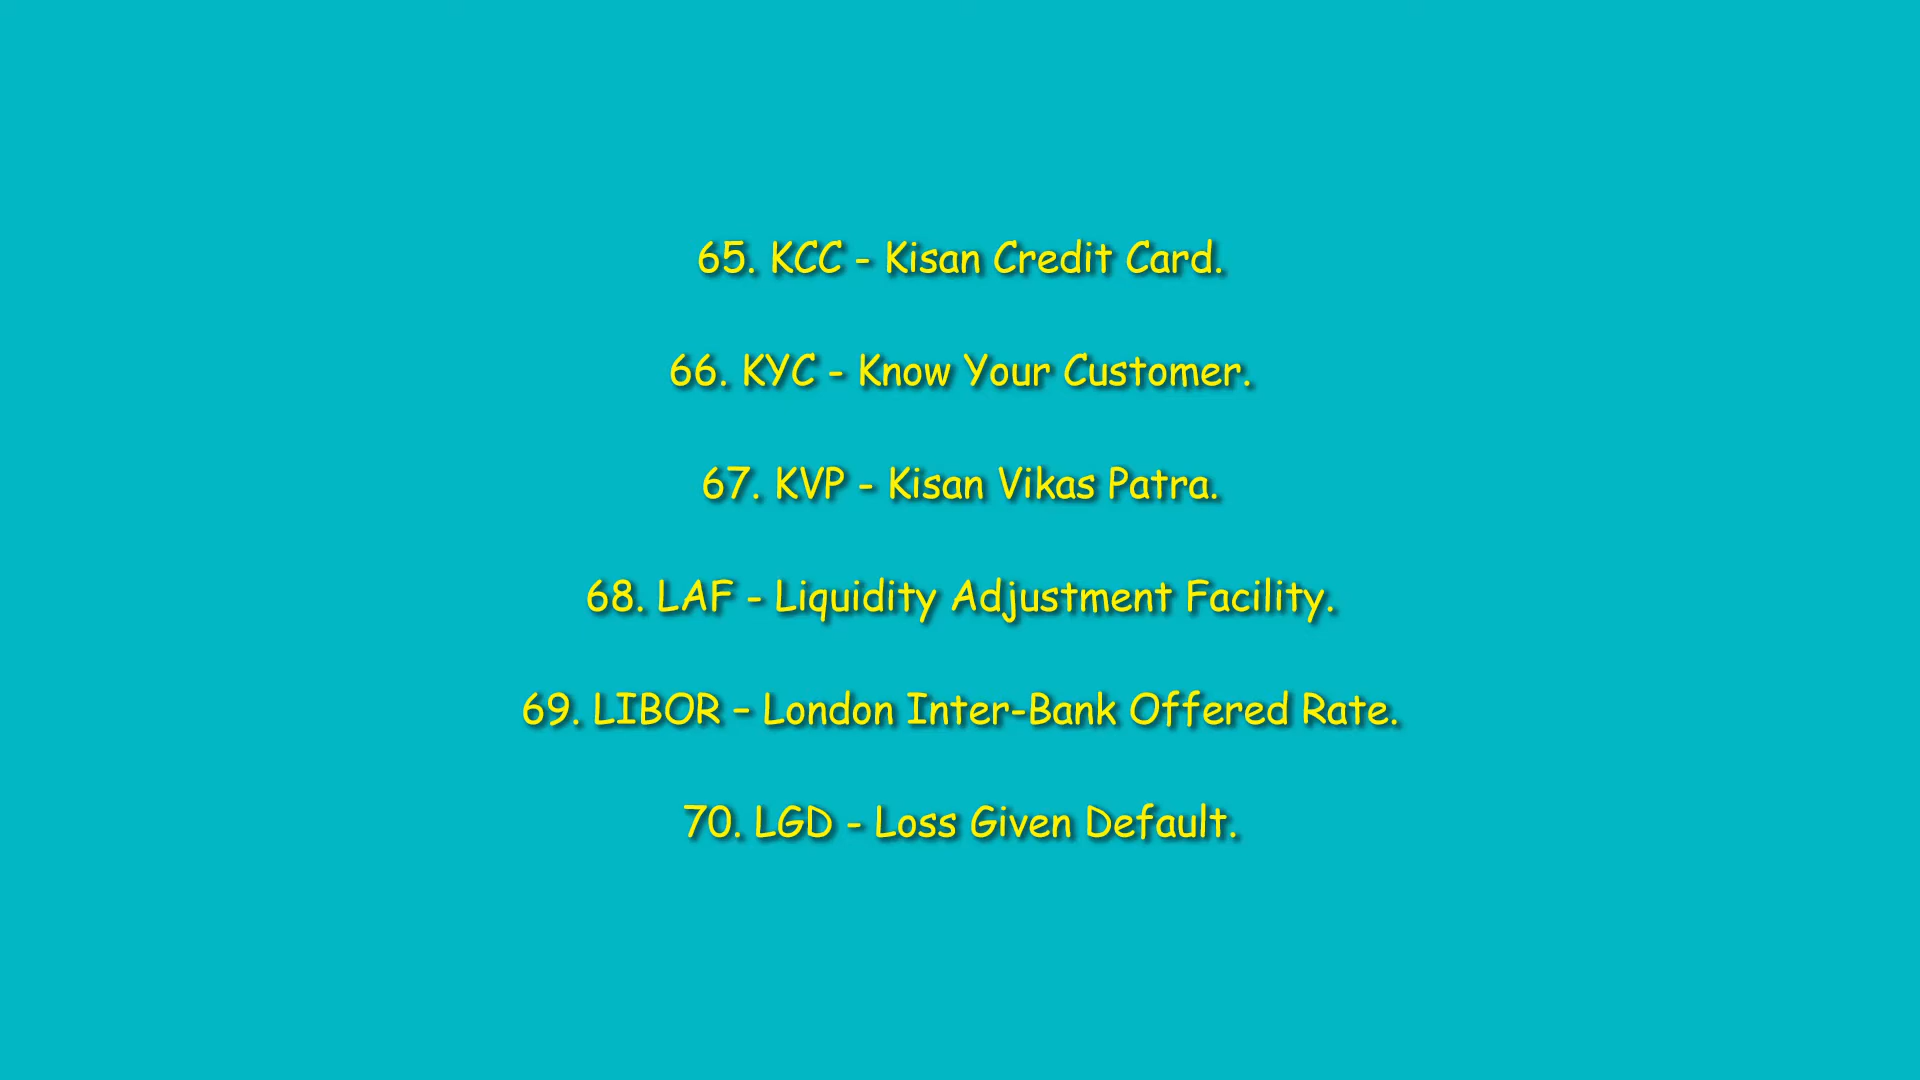 65. KCC - Kisan Credit Card.
66. KYC - Know Your Customer.
67. KVP - Kisan Vikas Patra.
68. LAF - Liquidity Adjustment Facility.
69. LIBOR – London Inter-Bank Offered Rate.
70. LGD - Loss Given Default.